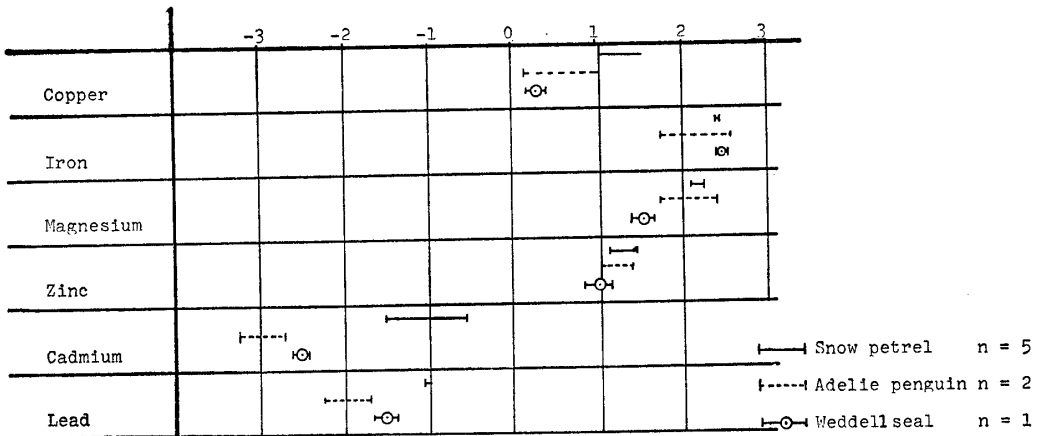 -3 -2 -1 0 1 2 3
Copper
Iron
Magnesium
Zinc
Cadmium
Lead
Snow petrel n = 5
Adelie penguin n = 2
Weddell seal n = 1